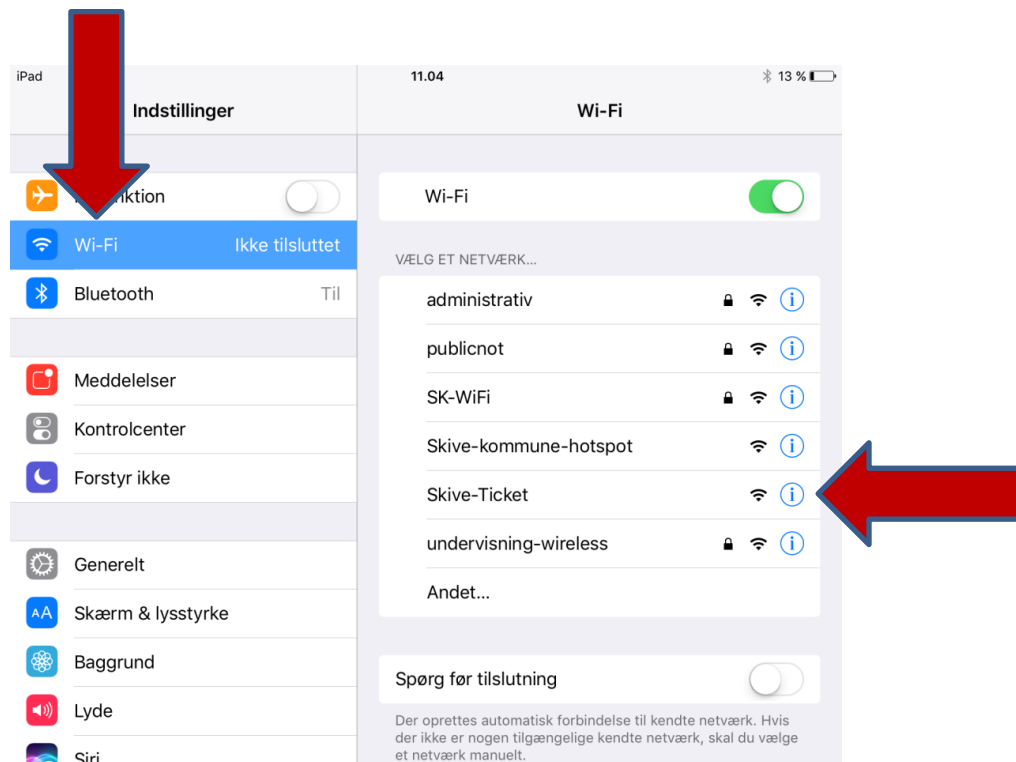 iPad
11.04
13 %
Indstillinger
Wi-Fi
Wi-Fi
Ikke tilsluttet
Bluetooth
Til
Meddelelser
Kontrolcenter
Forstyr ikke
Generelt
AA Skærm & lysstyrke
Baggrund
Lyde
Siri
Wi-Fi
VÆLG ET NETVÆRK...
administrativ
publicnot
SK-WiFi
Skive-kommune-hotspot
Skive-Ticket
undervisning-wireless
Andet...
Spørg før tilslutning
Der oprettes automatisk forbindelse til kendte netværk. Hvis
der ikke er nogen tilgængelige kendte netværk, skal du vælge
et netværk manuelt.